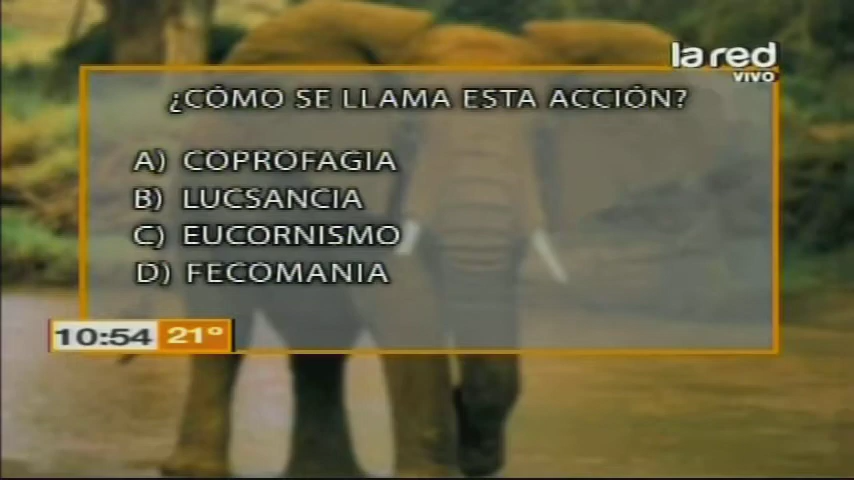 la red
VIVO
¿CÓMO SE LLAMA ESTA ACCIÓN?
A) COPROFAGIA
B) LUCSANCIA
C) EUCORNISMO
D) FECOMANIA
10:54 21°